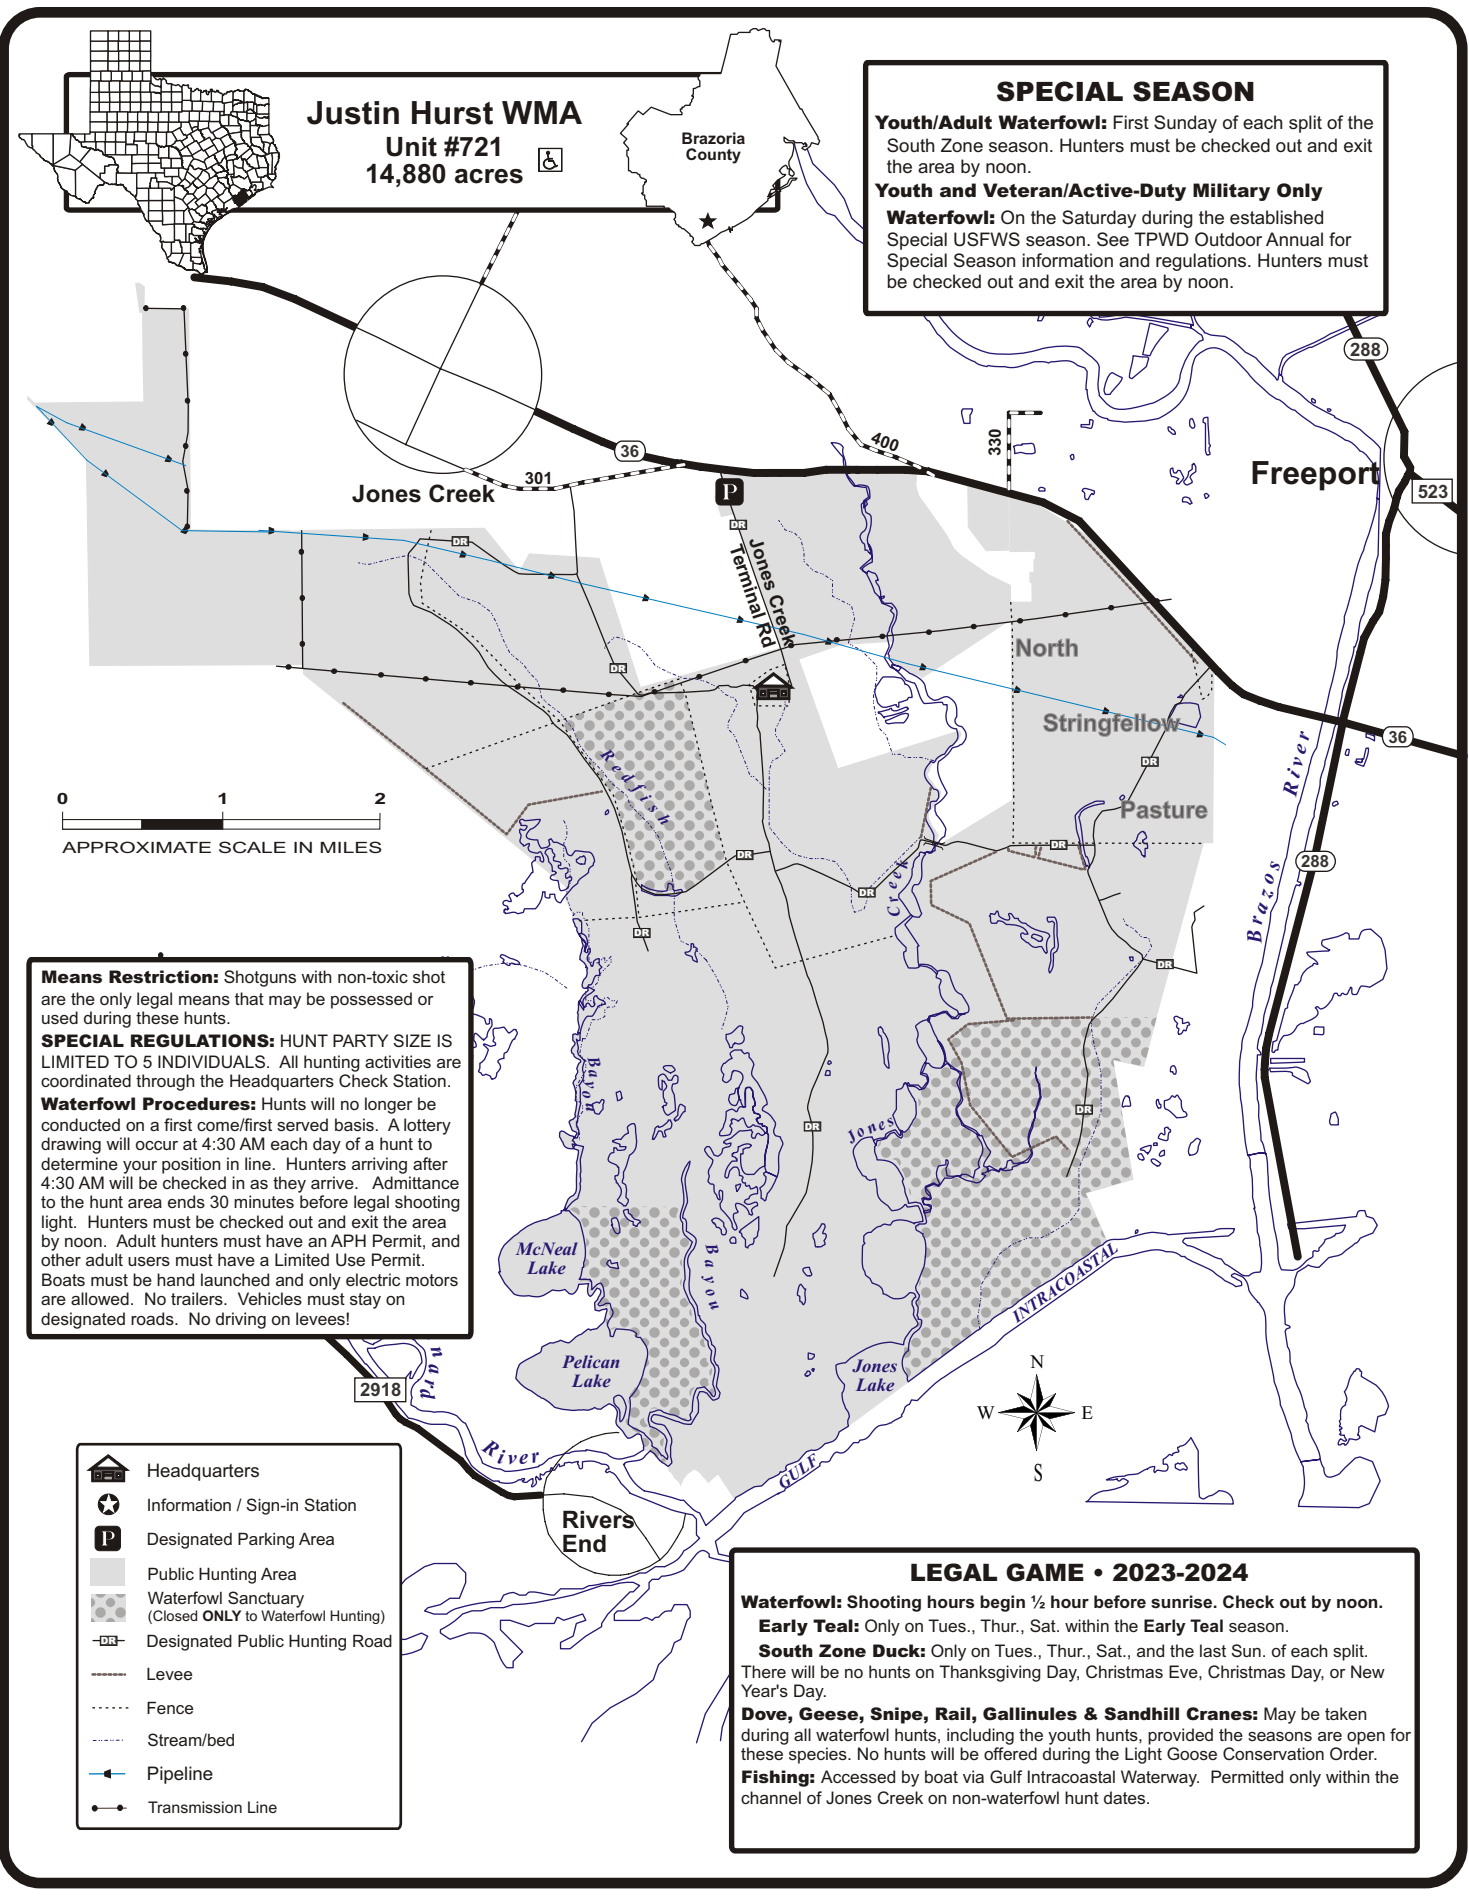 Justin Hurst WMA
Unit #721
14,880 acres
Brazoria
County
SPECIAL SEASON
Youth/Adult Waterfowl: First Sunday of each split of the
South Zone season. Hunters must be checked out and exit
the area by noon.
Youth and Veteran/Active-Duty Military Only
Waterfowl: On the Saturday during the established
Special USFWS season. See TPWD Outdoor Annual for
Special Season information and regulations. Hunters must
be checked out and exit the area by noon.
288
36
400
330
301
Jones Creek
P
Freeport
523
DR
DR
Jones Creek
Terminal Rd
North
DR
Stringfellow
36
Redfish
DR
River
Pasture
0 1 2
APPROXIMATE SCALE IN MILES
DR
DR
288
DR
Creek
Brazos
DR
DR
Means Restriction: Shotguns with non-toxic shot
are the only legal means that may be possessed or
used during these hunts.
SPECIAL REGULATIONS: HUNT PARTY SIZE IS
LIMITED TO 5 INDIVIDUALS. All hunting activities are
coordinated through the Headquarters Check Station.
Waterfowl Procedures: Hunts will no longer be
conducted on a first come/first served basis. A lottery
drawing will occur at 4:30 AM each day of a hunt to
determine your position in line. Hunters arriving after
4:30 AM will be checked in as they arrive. Admittance
to the hunt area ends 30 minutes before legal shooting
light. Hunters must be checked out and exit the area
by noon. Adult hunters must have an APH Permit, and
other adult users must have a Limited Use Permit.
Boats must be hand launched and only electric motors
are allowed. No trailers. Vehicles must stay on
designated roads. No driving on levees!
Bayou
DR
DR
Jones
McNeal
Lake
Bayou
INTRACOASTAL
Pelican
Lake
Jones
Lake
nard
2918
N
W E
S
River
GULF
Rivers
End
Headquarters
Information / Sign-in Station
P Designated Parking Area
Public Hunting Area
Waterfowl Sanctuary
(Closed ONLY to Waterfowl Hunting)
DR Designated Public Hunting Road
Levee
Fence
Stream/bed
Pipeline
Transmission Line
LEGAL GAME • 2023-2024
Waterfowl: Shooting hours begin ½ hour before sunrise. Check out by noon.
Early Teal: Only on Tues., Thur., Sat. within the Early Teal season.
South Zone Duck: Only on Tues., Thur., Sat., and the last Sun. of each split.
There will be no hunts on Thanksgiving Day, Christmas Eve, Christmas Day, or New
Year's Day.
Dove, Geese, Snipe, Rail, Gallinules & Sandhill Cranes: May be taken
during all waterfowl hunts, including the youth hunts, provided the seasons are open for
these species. No hunts will be offered during the Light Goose Conservation Order.
Fishing: Accessed by boat via Gulf Intracoastal Waterway. Permitted only within the
channel of Jones Creek on non-waterfowl hunt dates.